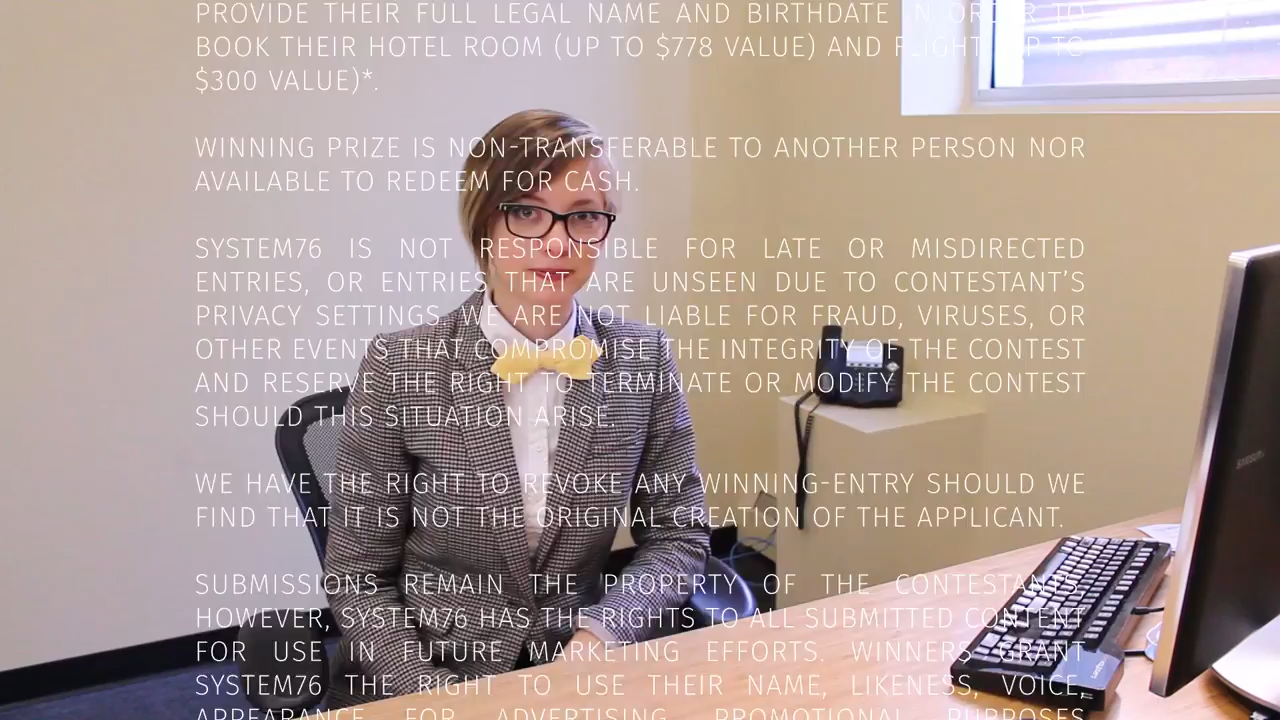 PROVIDE THEIR FULL LEGAL NAME AND BIRTHDATE IN ORDER TO
BOOK THEIR HOTEL ROOM (UP TO $778 VALUE) AND FLIGHT (UP TO
$300 VALUE)*.
WINNING PRIZE IS NON-TRANSFERABLE TO ANOTHER PERSON NOR
AVAILABLE TO REDEEM FOR CASH.
SYSTEM76 IS NOT RESPONSIBLE FOR LATE OR MISDIRECTED
ENTRIES, OR ENTRIES THAT ARE UNSEEN DUE TO CONTESTANT'S
PRIVACY SETTINGS. WE ARE NOT LIABLE FOR FRAUD, VIRUSES, OR
OTHER EVENTS THAT COMPROMISE THE INTEGRITY OF THE CONTEST
AND RESERVE THE RIGHT TO TERMINATE OR MODIFY THE CONTEST
SHOULD THIS SITUATION ARISE.
WE HAVE THE RIGHT TO REVOKE ANY WINNING-ENTRY SHOULD WE
FIND THAT IT IS NOT THE ORIGINAL CREATION OF THE APPLICANT.
SUBMISSIONS REMAIN THE PROPERTY OF THE CONTESTANTS.
HOWEVER, SYSTEM76 HAS THE RIGHTS TO ALL SUBMITTED CONTENT
FOR USE IN FUTURE MARKETING EFFORTS. WINNERS GRANT
SYSTEM76 THE RIGHT TO USE THEIR NAME, LIKENESS, VOICE,
APPEARANCE FOR ADVERTISING, PROMOTIONAL PURPOSES
SAMSUNG